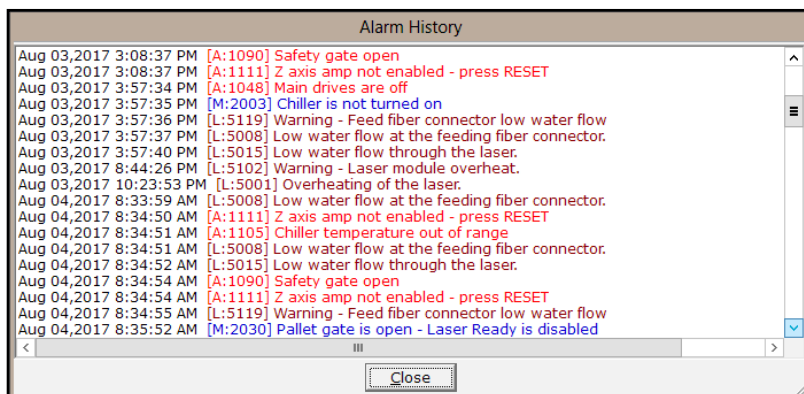 Alarm History
Aug 03,2017 3:08:37 PM [A:1090] Safety gate open
Aug 03,2017 3:08:37 PM [A:1111] Z axis amp not enabled - press RESET
Aug 03,2017 3:57:34 PM [A:1048] Main drives are off
Aug 03,2017 3:57:35 PM [M:2003] Chiller is not turned on
Aug 03,2017 3:57:36 PM [L:5119] Warning - Feed fiber connector low water flow
Aug 03,2017 3:57:37 PM [L:5008] Low water flow at the feeding fiber connector.
Aug 03,2017 3:57:40 PM [L:5015] Low water flow through the laser.
Aug 03,2017 8:44:26 PM [L:5102] Warning - Laser module overheat.
Aug 03,2017 10:23:53 PM [L:5001] Overheating of the laser.
Aug 04,2017 8:33:59 AM [L:5008] Low water flow at the feeding fiber connector.
Aug 04,2017 8:34:50 AM [A:1111] Z axis amp not enabled - press RESET
Aug 04,2017 8:34:51 AM [A:1105] Chiller temperature out of range
Aug 04,2017 8:34:51 AM [L:5008] Low water flow at the feeding fiber connector.
Aug 04,2017 8:34:52 AM [L:5015] Low water flow through the laser.
Aug 04,2017 8:34:54 AM [A:1090] Safety gate open
Aug 04,2017 8:34:54 AM [A:1111] Z axis amp not enabled - press RESET
Aug 04,2017 8:34:55 AM [L:5119] Warning - Feed fiber connector low water flow
Aug 04,2017 8:35:52 AM [M:2030] Pallet gate is open - Laser Ready is disabled
Close